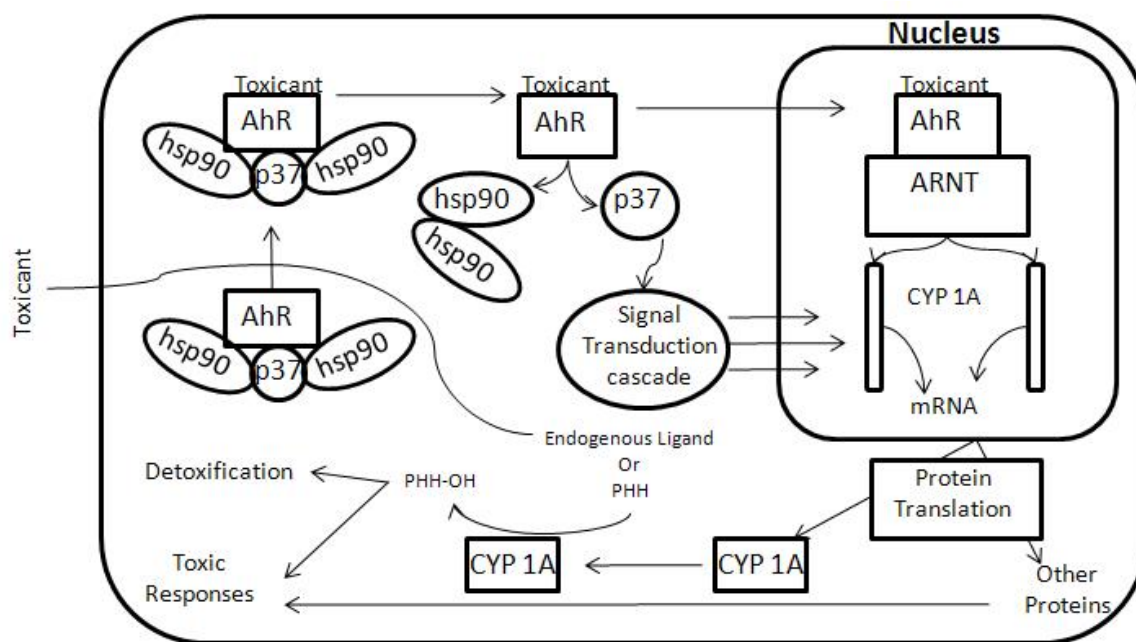 Nucleus
Toxicant
AhR
hsp90
p37
hsp90
Toxicant
AhR
hsp90
hsp90
p37
Toxicant
AhR
ARNT
CYP 1A
mRNA
Toxicant
AhR
hsp90
p37
hsp90
Signal
Transduction
cascade
Endogenous Ligand
Or
PHH
PHH-OH
Detoxification
Toxic
Responses
CYP 1A
CYP 1A
Protein
Translation
Other
Proteins